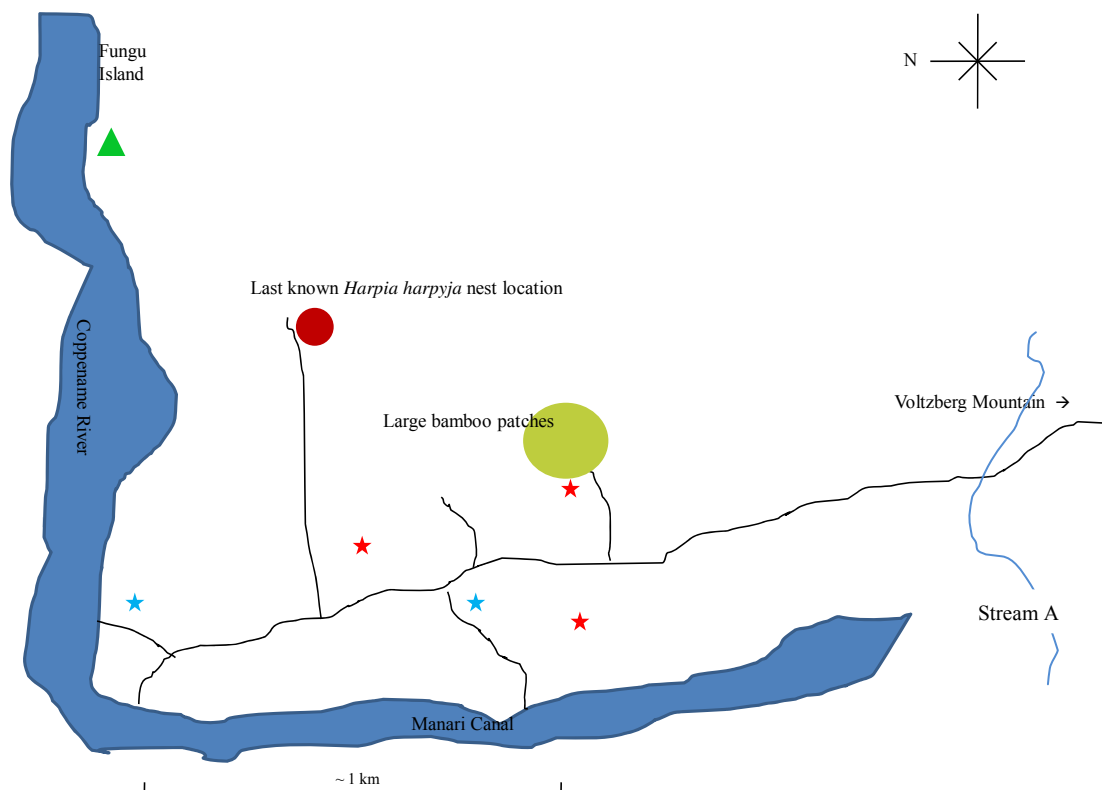 Fungu
Island
N
Last known Harpia harpyja nest location
Coppename River
Large bamboo patches
Voltzberg Mountain →
Stream A
Manari Canal
~ 1 km